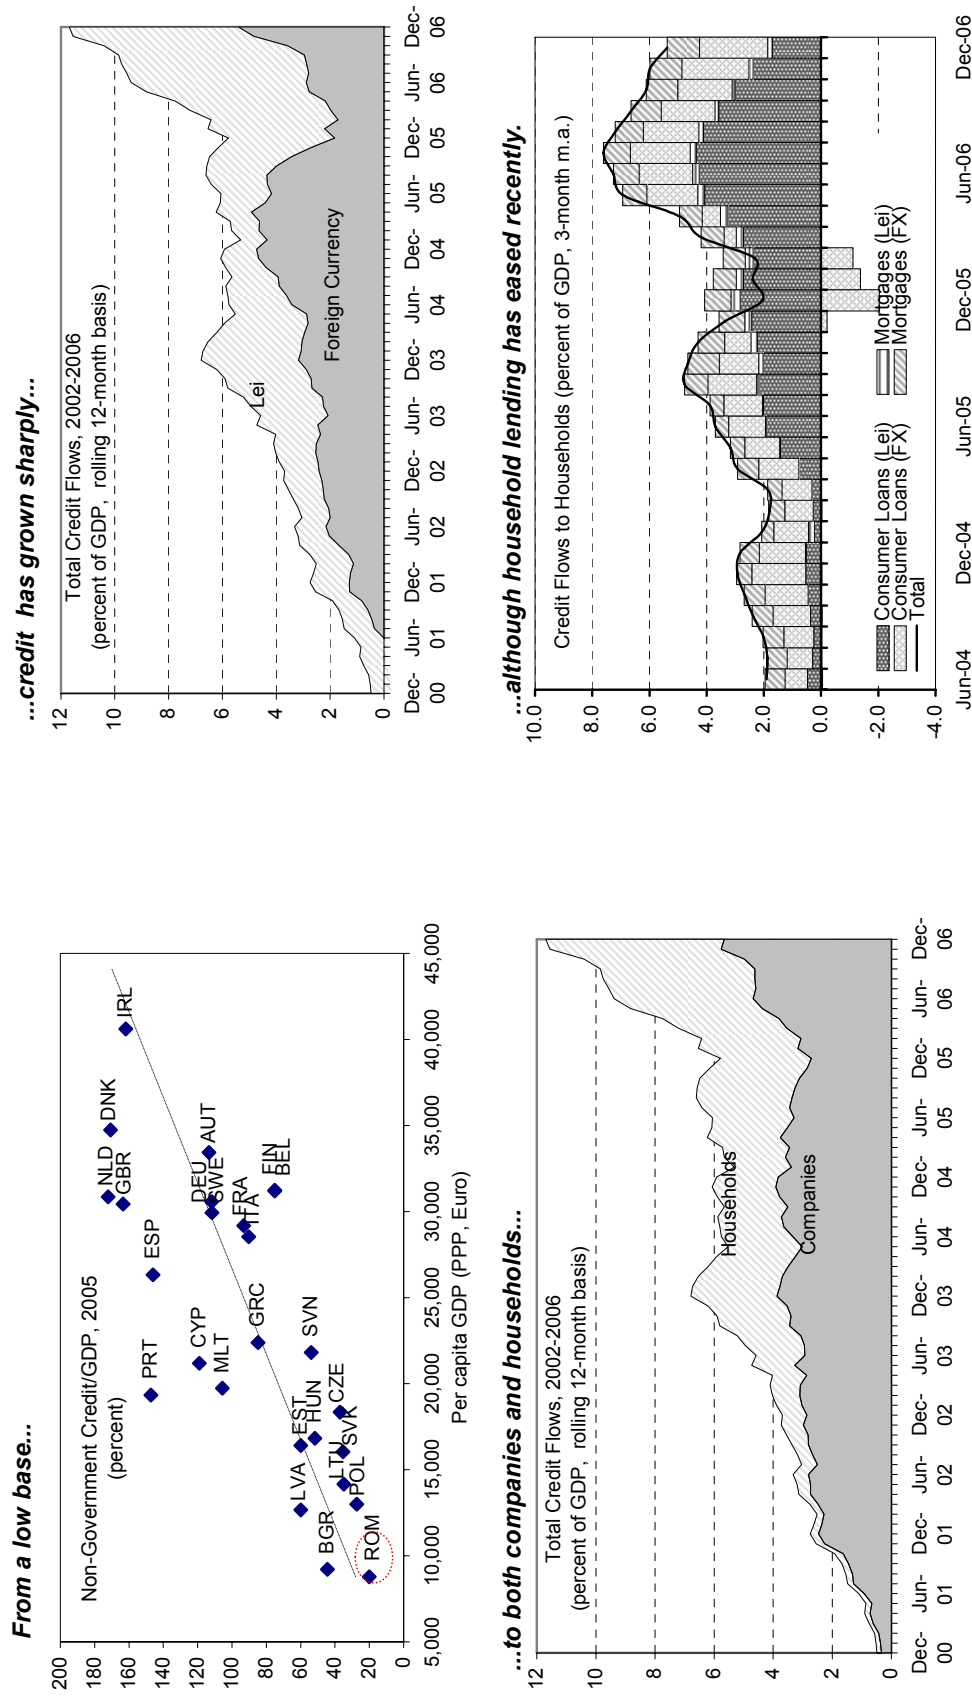 From a low base...
Non-Government Credit/GDP, 2005
(percent)
200
180
160
140
120
100
80
60
40
20
0
NLD
DNK
GBR
IRL
ESP
PRT
CYP
MLT
DEU
AUT
SWE
FRA
ITA
FIN
BEL
GRC
SVN
EST
HUN
CZE
LVA
LTU
SVK
BGR
POL
ROM
5,000
10,000
15,000
20,000
25,000
30,000
35,000
40,000
45,000
Per capita GDP (PPP, Euro)
...credit has grown sharply...
Total Credit Flows, 2002-2006
(percent of GDP, rolling 12-month basis)
12
10
8
6
4
2
0
Lei
Foreign Currency
Dec- Jun- Dec- Jun- Dec- Jun- Dec- Jun- Dec- Jun- Dec- Jun- Dec-
00 01 01 02 02 03 03 04 04 05 05 06 06
...to both companies and households...
Total Credit Flows, 2002-2006
(percent of GDP, rolling 12-month basis)
12
10
8
6
4
2
0
Households
Companies
Dec- Jun- Dec- Jun- Dec- Jun- Dec- Jun- Dec- Jun- Dec- Jun- Dec-
00 01 01 02 02 03 03 04 04 05 05 06 06
...although household lending has eased recently.
Credit Flows to Households (percent of GDP, 3-month m.a.)
10.0
8.0
6.0
4.0
2.0
0.0
-2.0
-4.0
Consumer Loans (Lei)
Mortgages (Lei)
Consumer Loans (FX)
Mortgages (FX)
Total
Jun-04 Dec-04 Jun-05 Dec-05 Jun-06 Dec-06